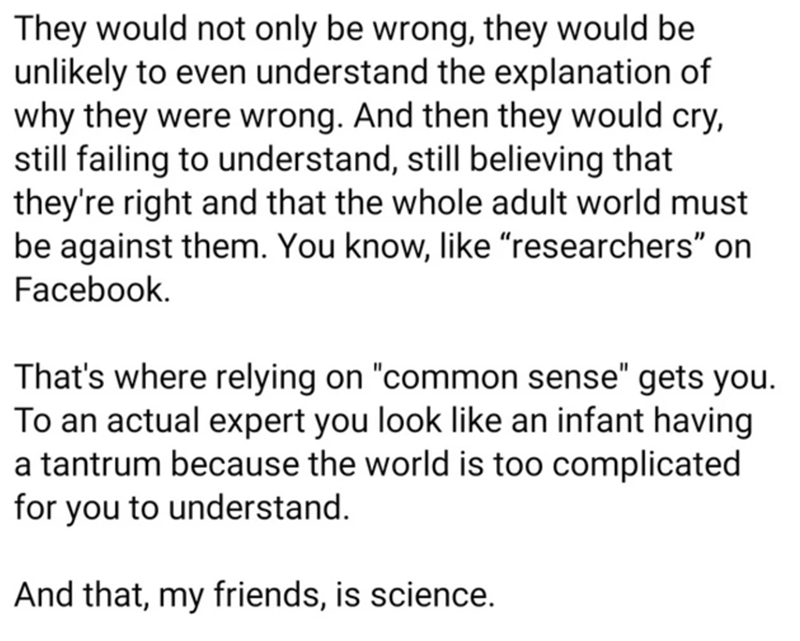 They would not only be wrong, they would be
unlikely to even understand the explanation of
why they were wrong. And then they would cry,
still failing to understand, still believing that
they're right and that the whole adult world must
be against them. You know, like “researchers” on
Facebook.
That's where relying on "common sense" gets you.
To an actual expert you look like an infant having
a tantrum because the world is too complicated
for you to understand.
And that, my friends, is science.